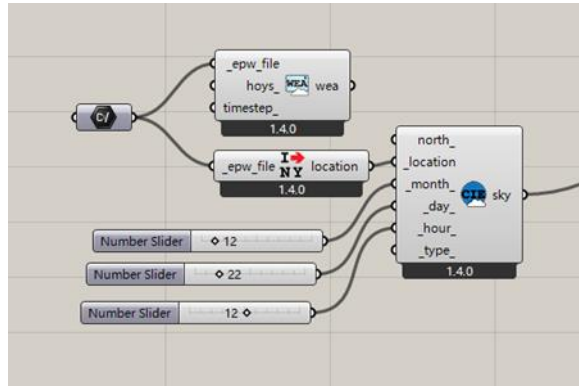 _epw_file
hoys_ WEA wea
timestep_
1.4.0
C/
_epw_file I NY location
1.4.0
north_
_location
_month_
_day_ CIE sky
_hour_
_type_
1.4.0
Number Slider 12
Number Slider 22
Number Slider 12